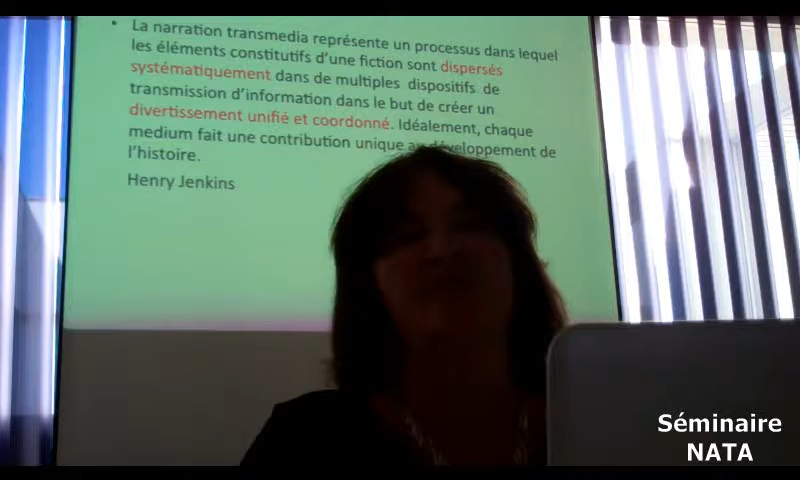 • La narration transmedia représente un processus dans lequel
les éléments constitutifs d'une fiction sont dispersés
systématiquement dans de multiples dispositifs de
transmission d'information dans le but de créer un
divertissement unifié et coordonné. Idéalement, chaque
medium fait une contribution unique au développement de
l'histoire.
Henry Jenkins
Séminaire
NATA